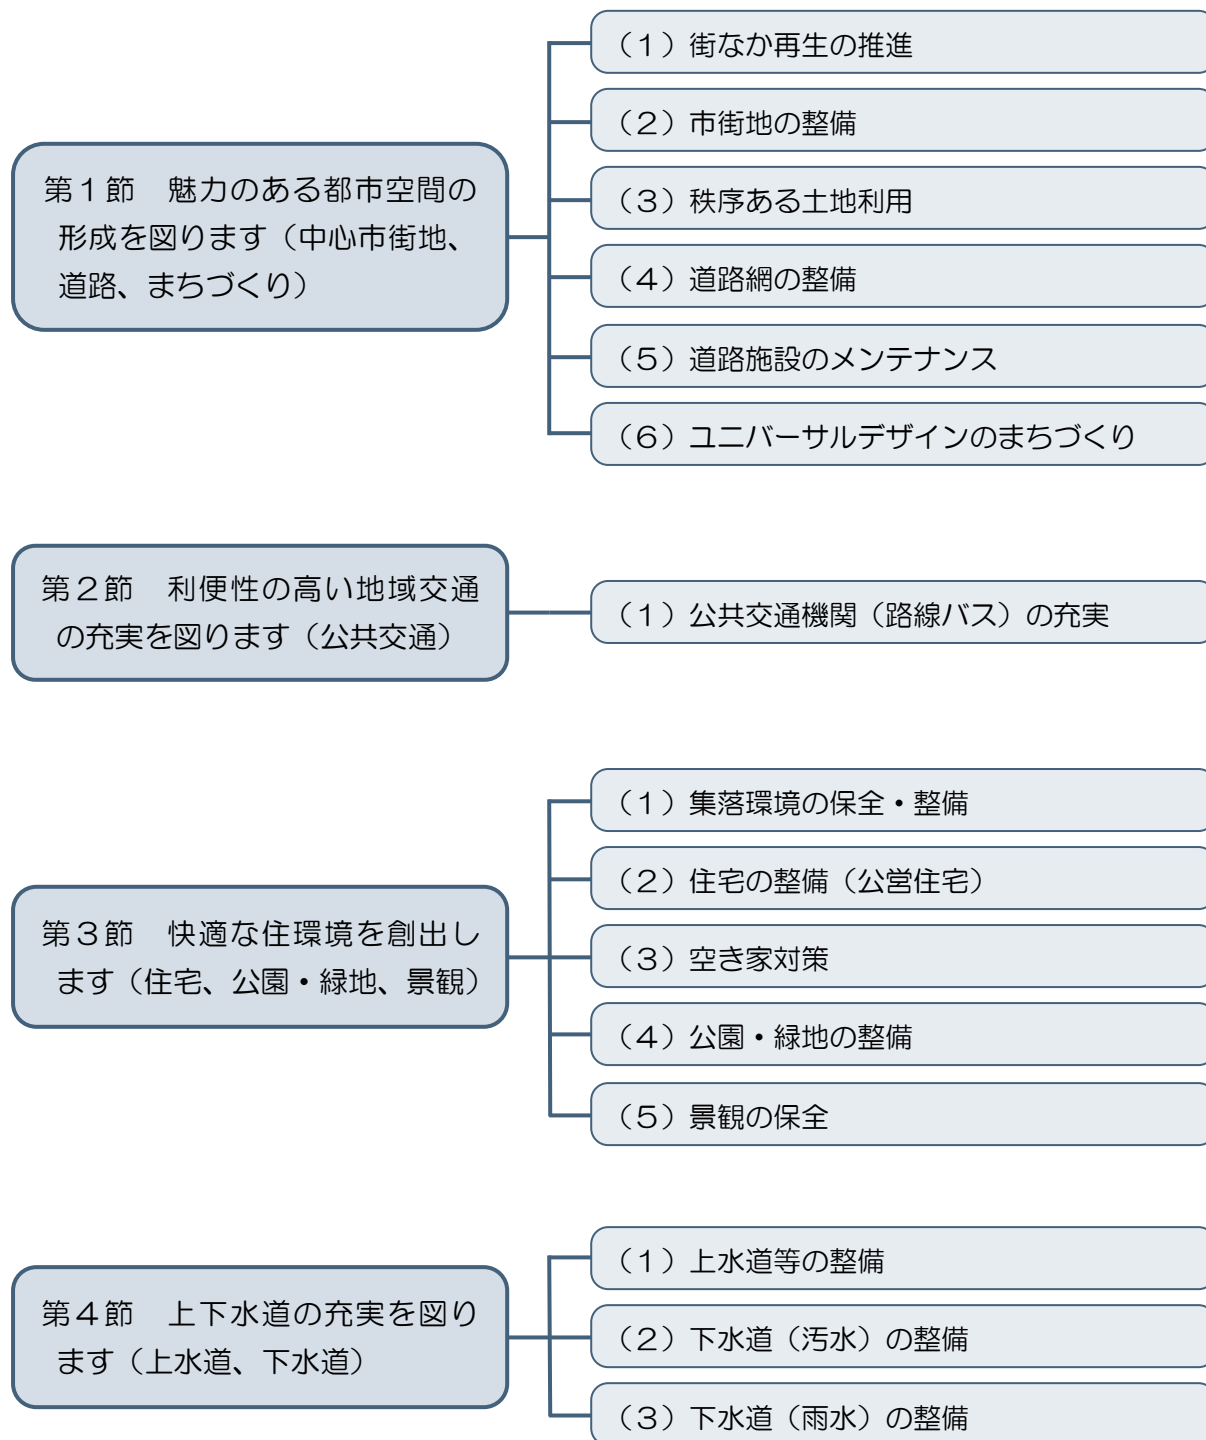 第１節　魅力のある都市空間の
形成を図ります（中心市街地、
道路、まちづくり）
（１）街なか再生の推進
（２）市街地の整備
（３）秩序ある土地利用
（４）道路網の整備
（５）道路施設のメンテナンス
（６）ユニバーサルデザインのまちづくり
第２節　利便性の高い地域交通
の充実を図ります（公共交通）
（１）公共交通機関（路線バス）の充実
第３節　快適な住環境を創出し
ます（住宅、公園・緑地、景観）
（１）集落環境の保全・整備
（２）住宅の整備（公営住宅）
（３）空き家対策
（４）公園・緑地の整備
（５）景観の保全
第４節　上下水道の充実を図り
ます（上水道、下水道）
（１）上水道等の整備
（２）下水道（汚水）の整備
（３）下水道（雨水）の整備